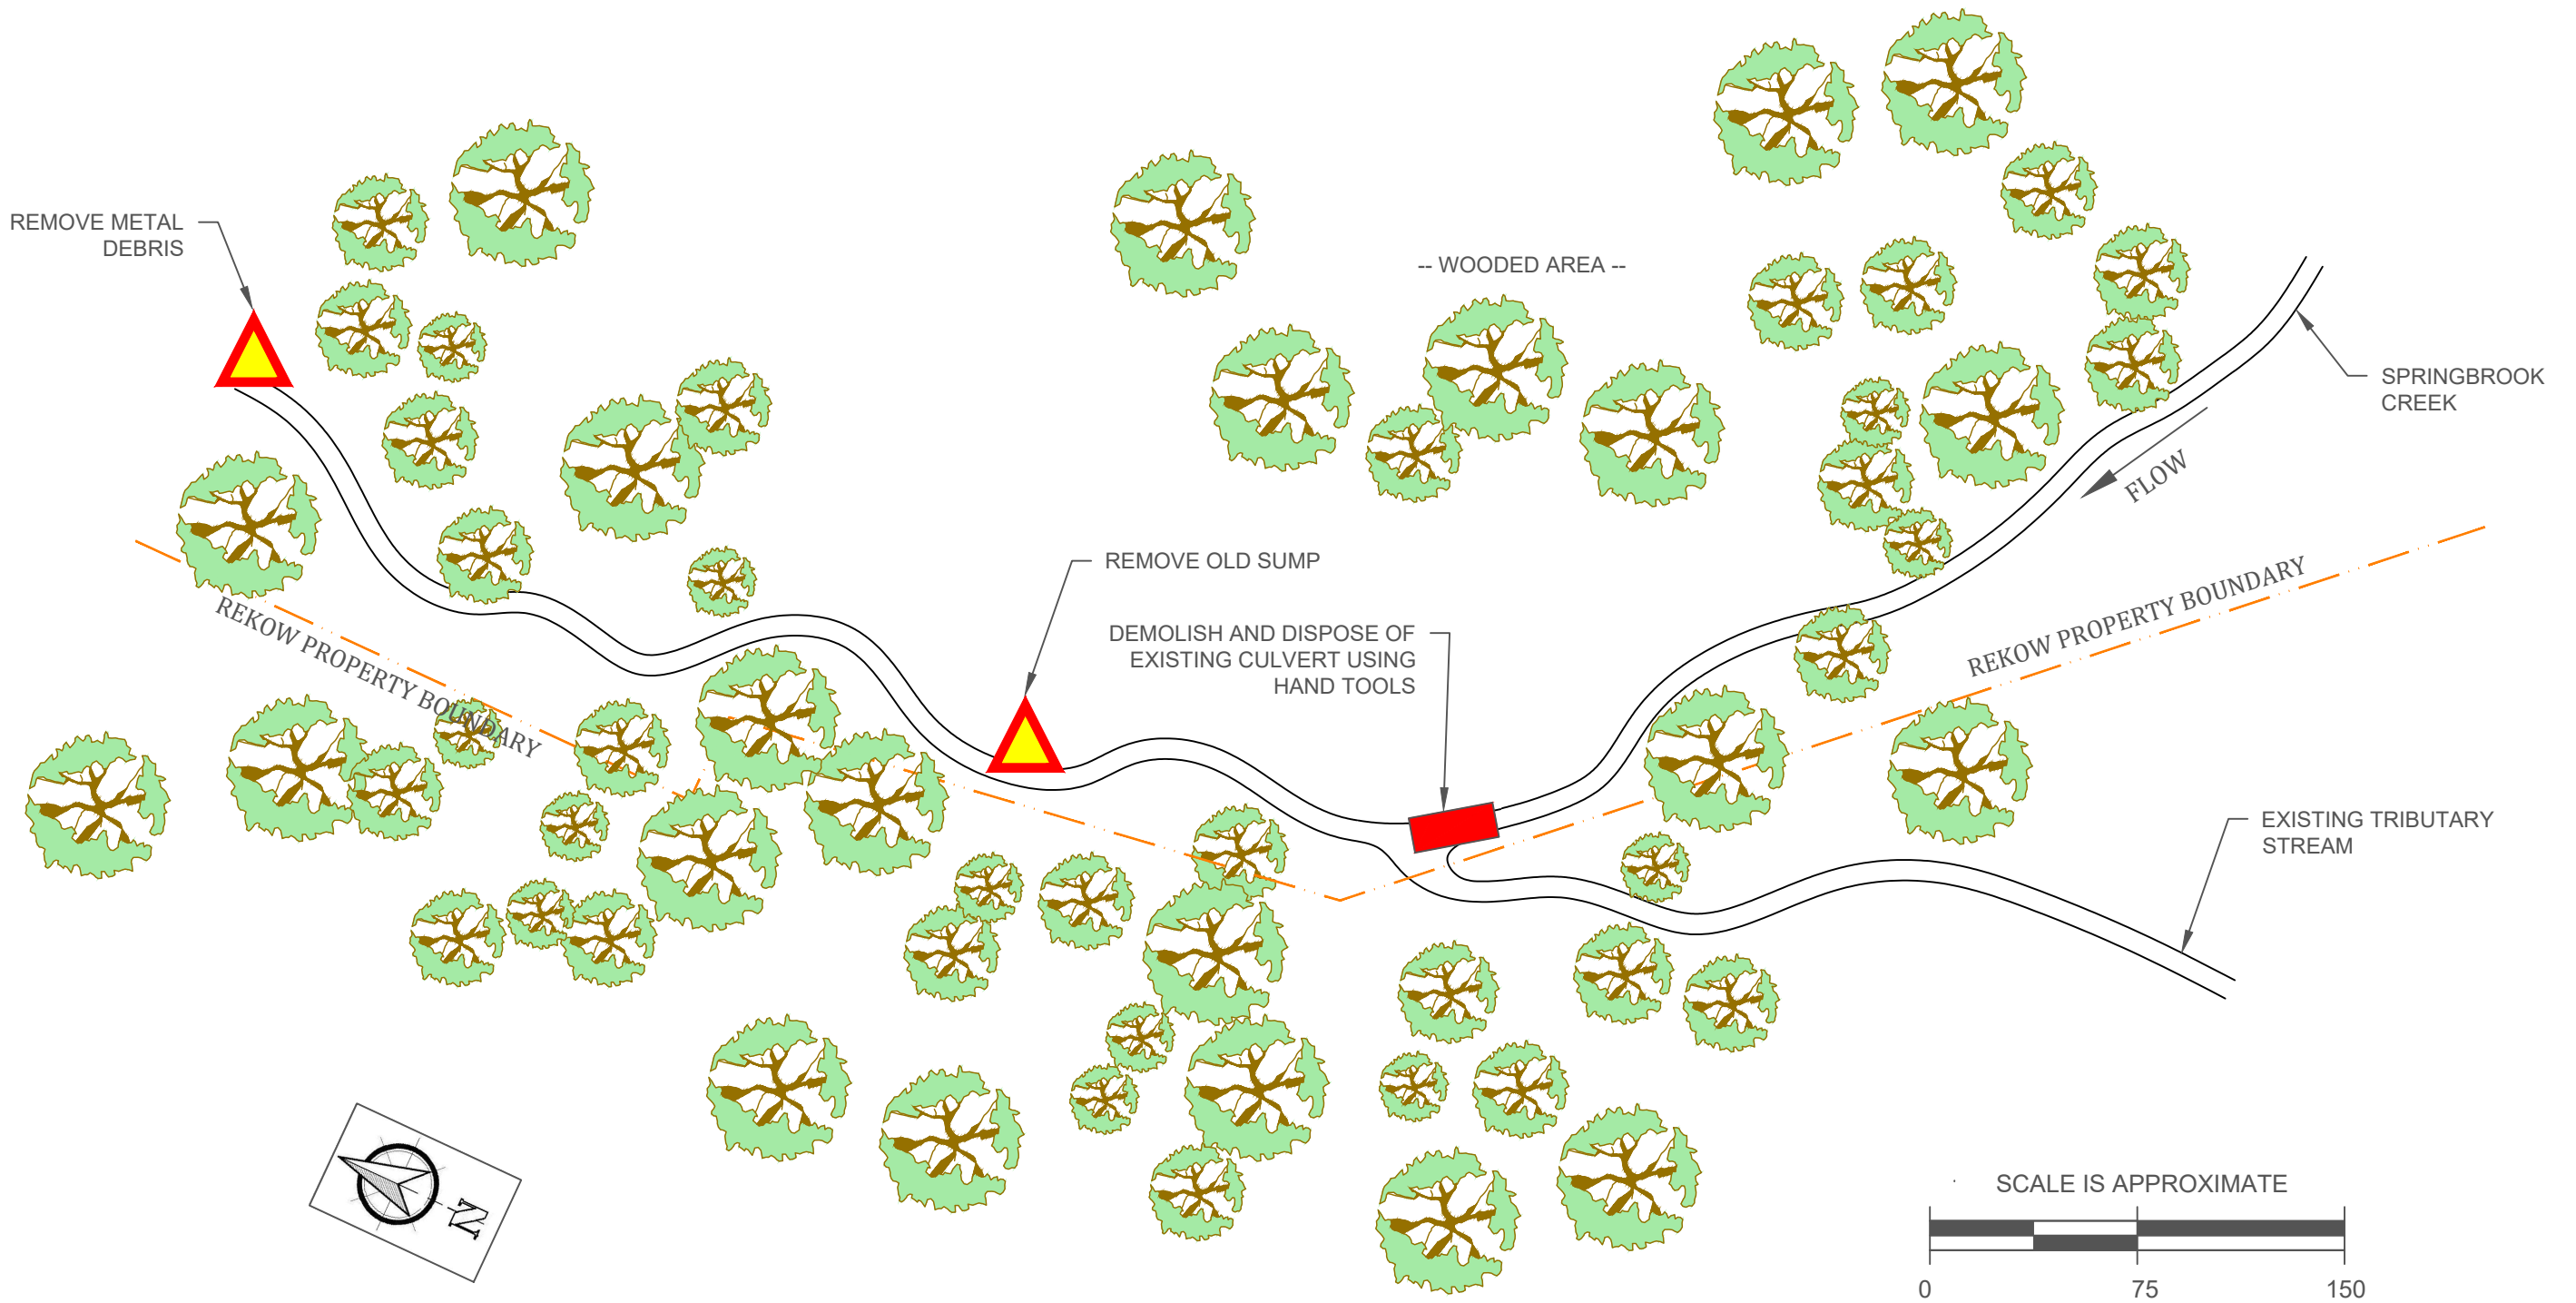 REMOVE METAL
DEBRIS
-- WOODED AREA --
SPRINGBROOK
CREEK
FLOW
REMOVE OLD SUMP
REKOW PROPERTY BOUNDARY
REKOW PROPERTY BOUNDARY
DEMOLISH AND DISPOSE OF
EXISTING CULVERT USING
HAND TOOLS
EXISTING TRIBUTARY
STREAM
N
SCALE IS APPROXIMATE
0 75 150